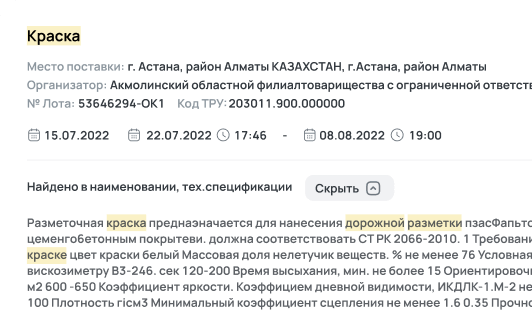 Краска
Место поставки: г. Астана, район Алматы КАЗАХСТАН, г.Астана, район Алматы
Организатор: Акмолинский областной филиалтоварищества с ограниченной ответств
№ Лота: 53646294-ОК1 Код ТРУ: 203011.900.000000
15.07.2022 22.07.2022 17:46 - 08.08.2022 19:00
Найдено в наименовании, тех.спецификации Скрыть
Разметочная краска предназначается для нанесения дорожной разметки пзасФапьто
цементобетонным покрытеви. должна соответствовать СТ РК 2066-2010. 1 Требовани
краске цвет краски белый Массовая доля нелетучик веществ. % не менее 76 Условная
вискозиметру ВЗ-246. сек 120-200 Время высыхания, мин. не более 15 Ориентировочн
м2 600 -650 Коэффициент яркости. Коэффицием дневной видимости, ИКДЛК-1.М-2 не
100 Плотность гісм3 Минимальный коэффициент сцепления не менее 1.6 0.35 Прочно